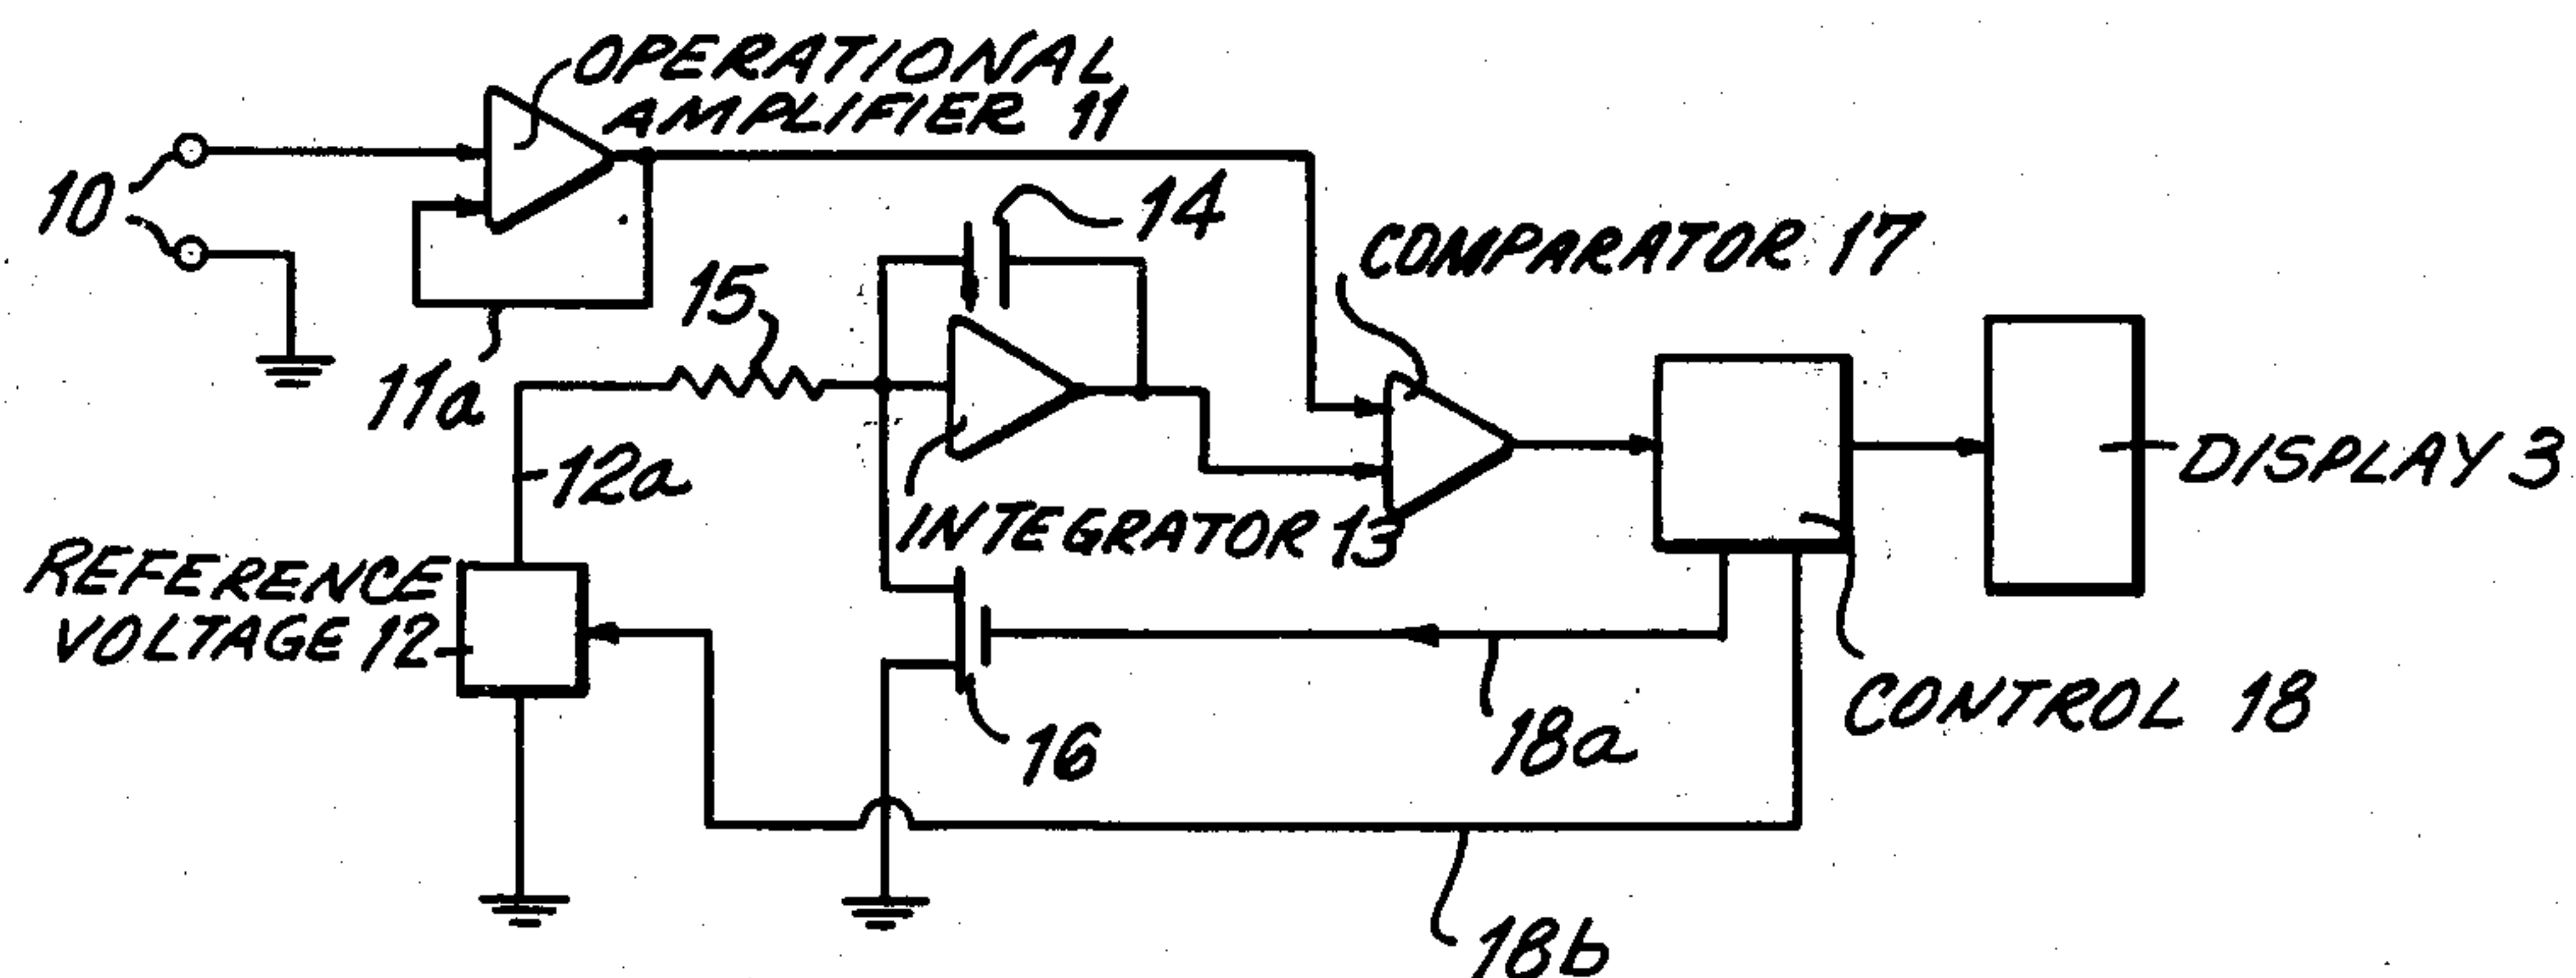 OPERATIONAL
AMPLIFIER 11
10
14
COMPARATOR 17
15
11a
12a
DISPLAY 3
INTEGRATOR 13
REFERENCE
VOLTAGE 12
CONTROL 18
16
18a
18b